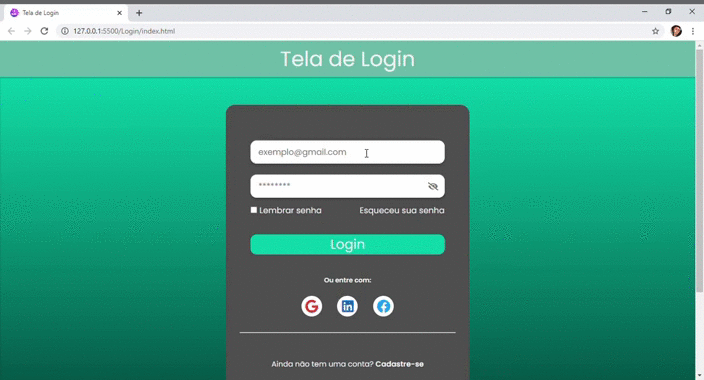 Tela de Login
127.0.0.1:5500/Login/index.html
Tela de Login
exemplo@gmail.com
********
Lembrar senha Esqueceu sua senha
Login
Ou entre com:
G in f
Ainda não tem uma conta? Cadastre-se